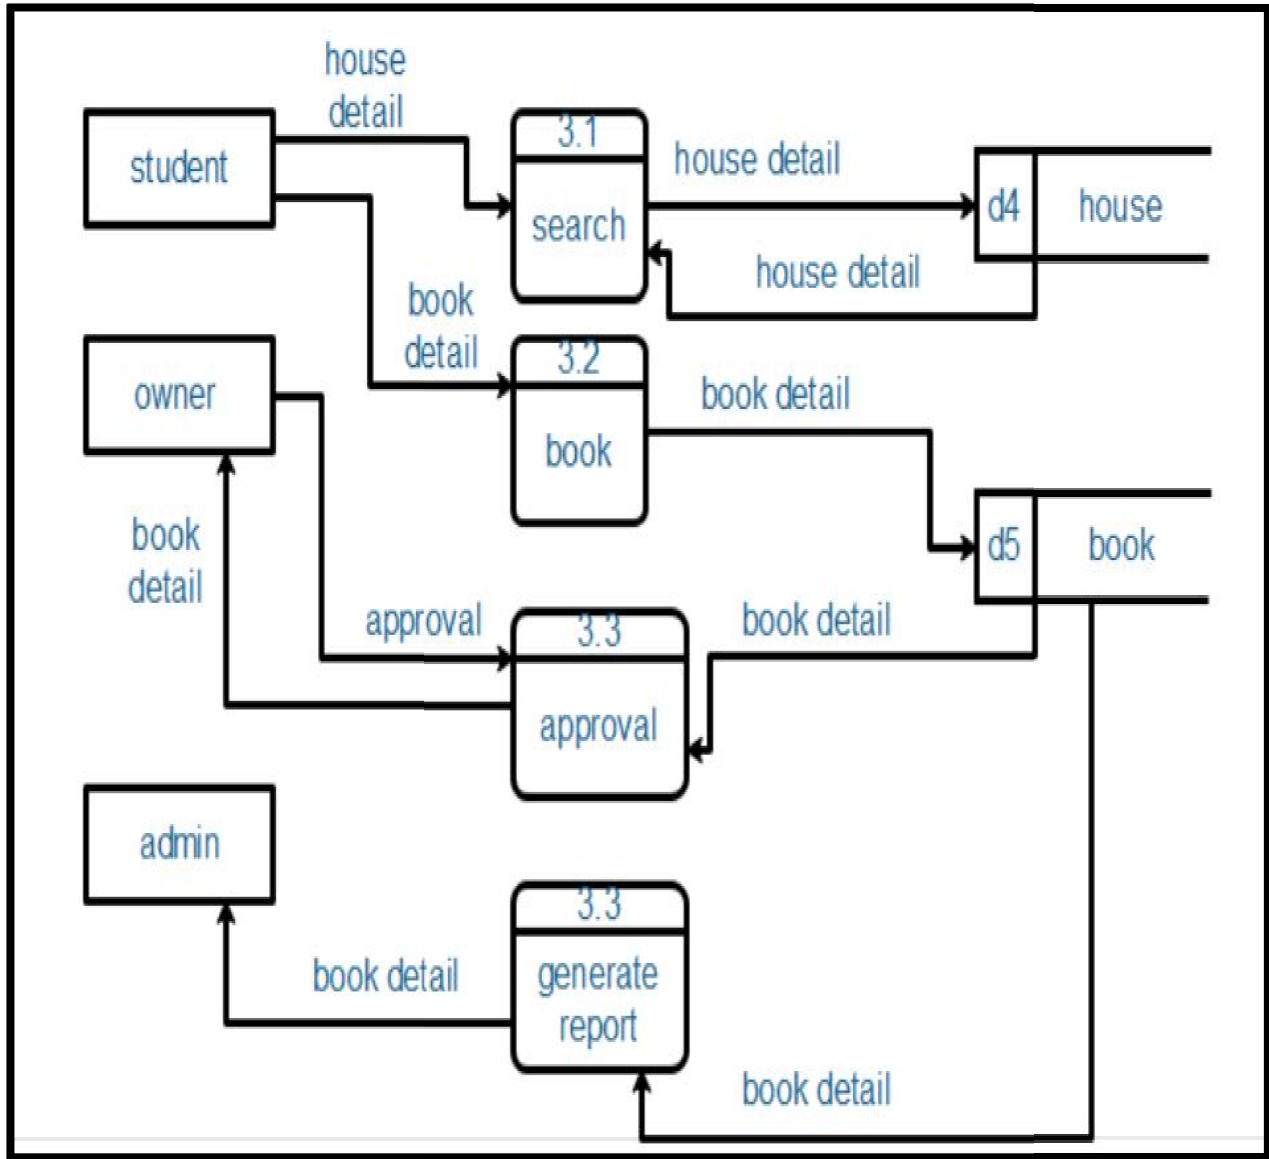 house
detail
student
3.1
search
house detail
d4
house
house detail
book
detail
owner
3.2
book
book detail
d5
book
book
detail
approval
3.3
approval
book detail
admin
3.3
generate
report
book detail
book detail